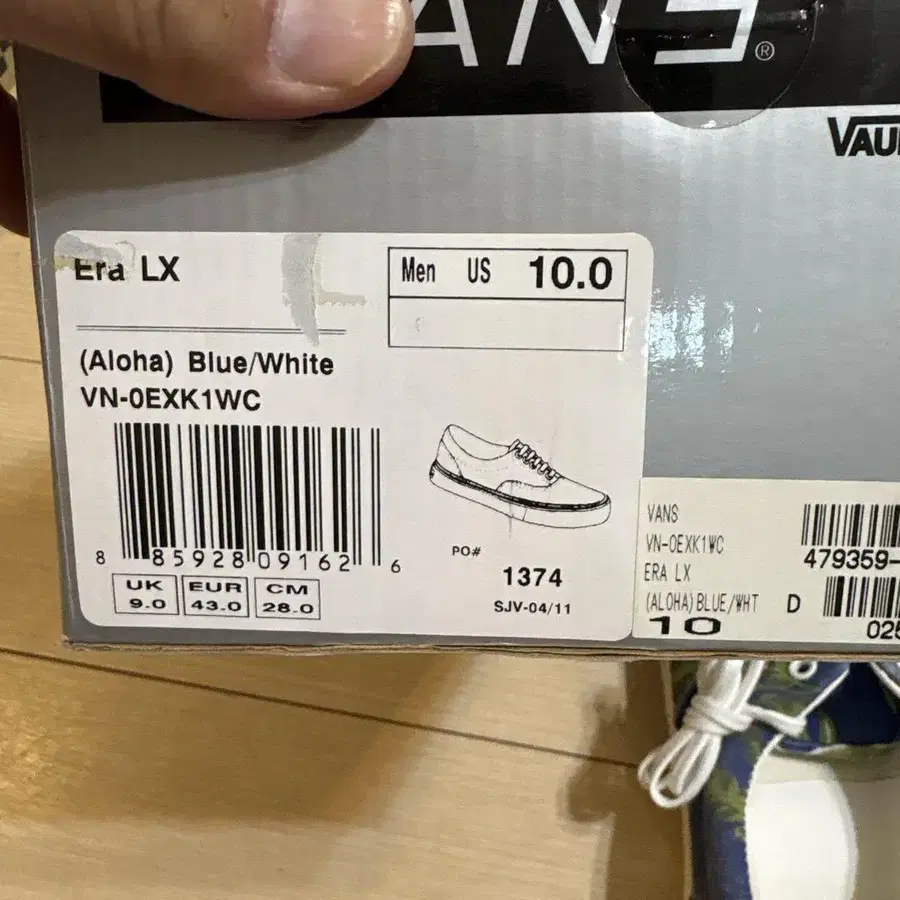 ANS®
VAU
Era LX
Men US 10.0
(Aloha) Blue/White
VN-0EXK1WC
8 85928 09162 6
UK
9.0
EUR
43.0
CM
28.0
PO#
1374
SJV-04/11
VANS
VN-0EXK1WC
ERA LX
(ALOHA)BLUE/WHT D
10
479359-
025